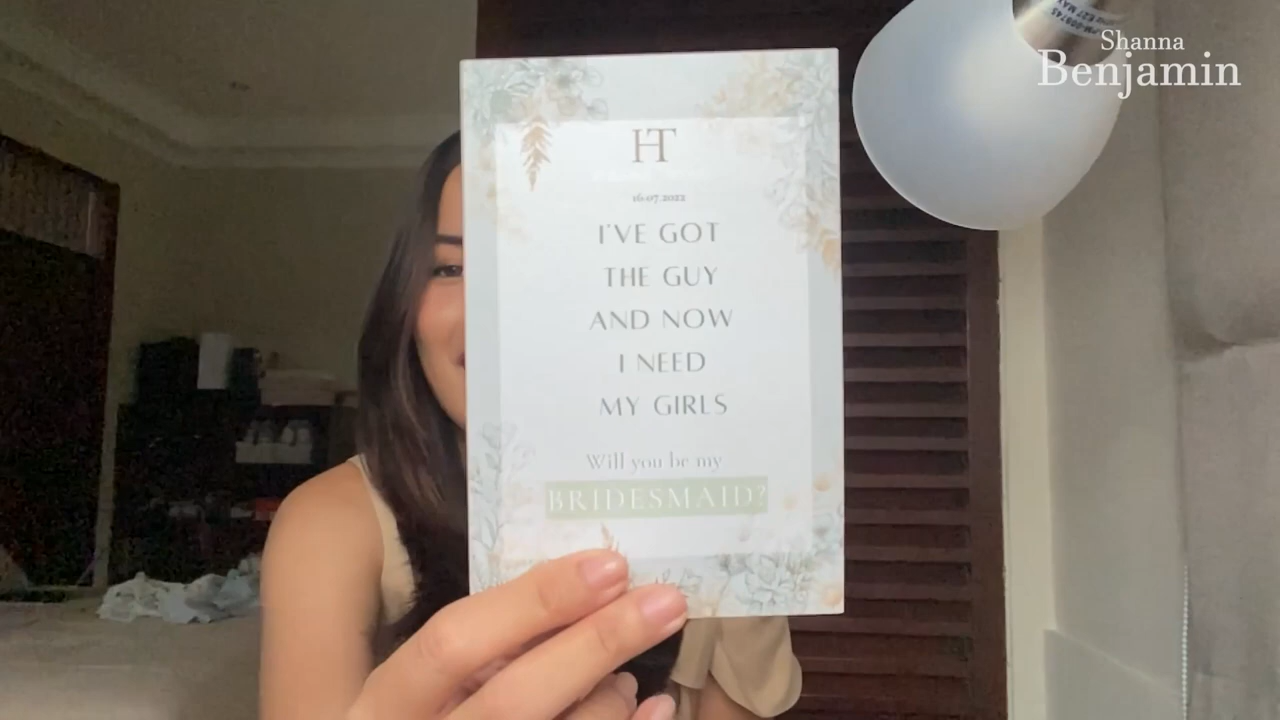 Shanna
Benjamin
HT
16.07.2022
I'VE GOT
THE GUY
AND NOW
I NEED
MY GIRLS
Will you be my
BRIDESMAID?